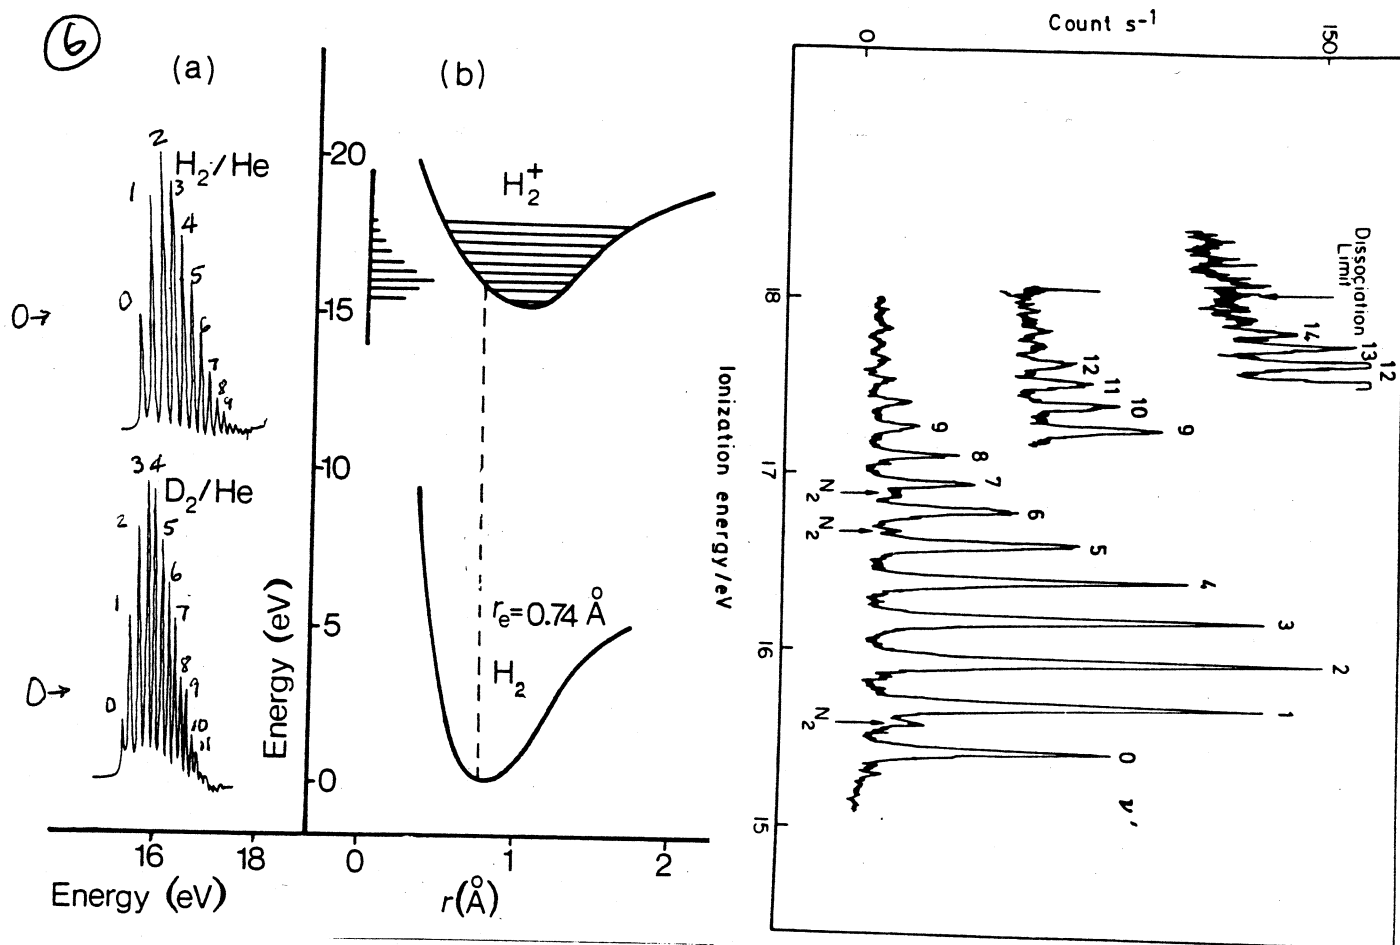 6
(a)
(b)
H₂/He
0 1 2 3 4 5 6 7 8 9
0→
D₂/He
0 1 2 3 4 5 6 7 8 9 10 11
0→
16 18
Energy (eV)
20
15
10
5
0
Energy (eV)
H₂⁺
rₑ=0.74 Å
H₂
0 1 2
r(Å)
Count s⁻¹
0 150
Ionization energy/eV
18
17
16
15
Dissociation
Limit
14 13 12
12 11 10 9
9 8 7 6 5 4 3 2 1 0
N₂
N₂
N₂
ν'